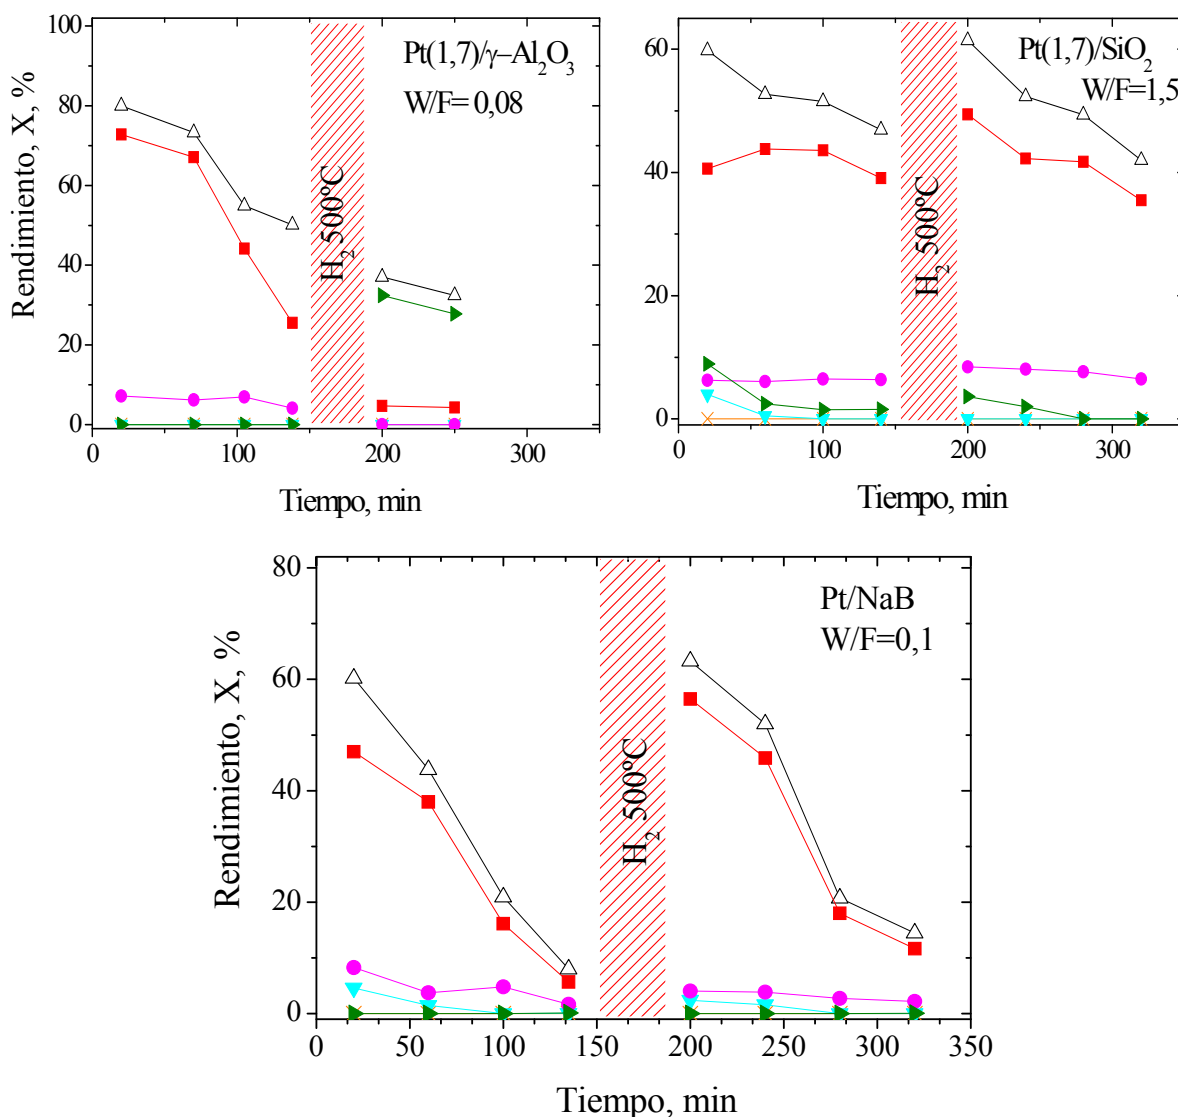 100
80
60
40
20
0
Rendimiento, X, %
Pt(1,7)/γ–Al₂O₃
W/F= 0,08
H₂ 500ºC
0 100 200 300
Tiempo, min
60
40
20
0
Pt(1,7)/SiO₂
W/F=1,5
H₂ 500ºC
0 100 200 300
Tiempo, min
80
60
40
20
0
Rendimiento, X, %
Pt/NaB
W/F=0,1
H₂ 500ºC
0 50 100 150 200 250 300 350
Tiempo, min